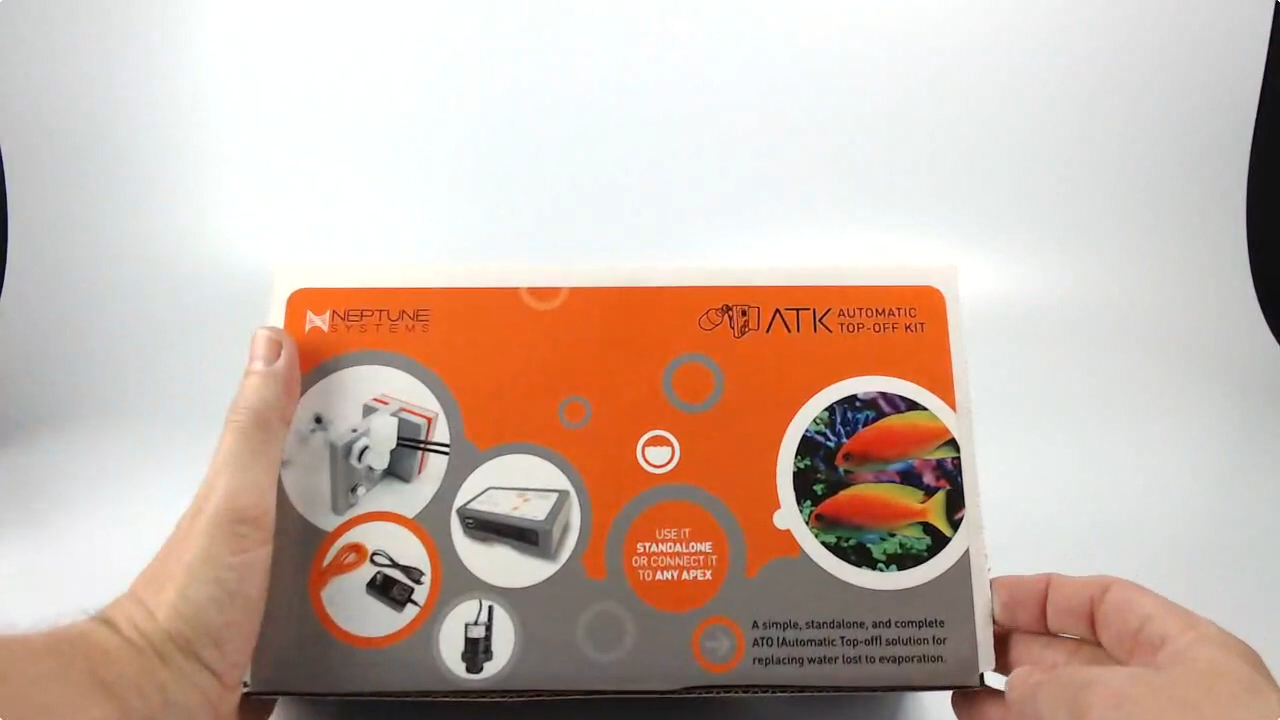 NEPTUNE
SYSTEMS
ATK AUTOMATIC
TOP-OFF KIT
USE IT
STANDALONE
OR CONNECT IT
TO ANY APEX
A simple, standalone, and complete
ATO (Automatic Top-off) solution for
replacing water lost to evaporation.